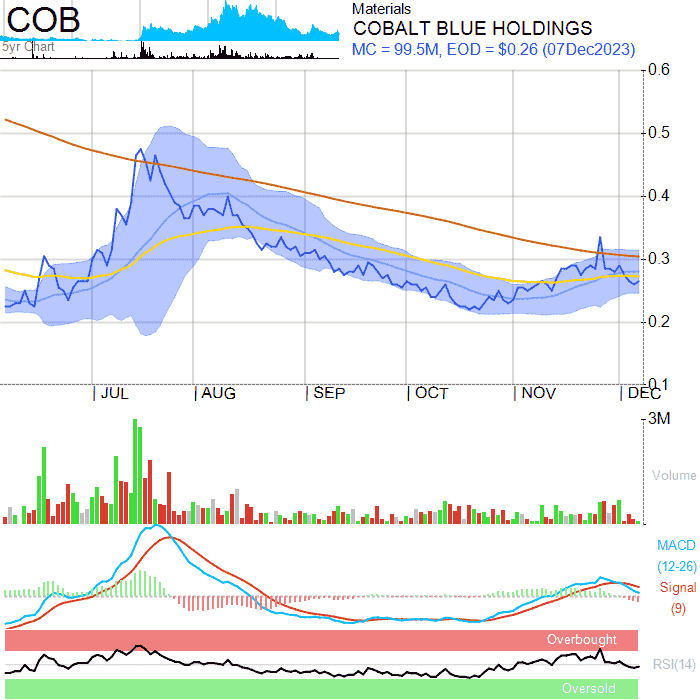 COB
5yr Chart
Materials
COBALT BLUE HOLDINGS
MC = 99.5M, EOD = $0.26 (07Dec2023)
0.6
0.5
0.4
0.3
0.2
0.1
JUL AUG SEP OCT NOV DEC
3M
Volume
MACD
(12-26)
Signal
(9)
Overbought
RSI(14)
Oversold